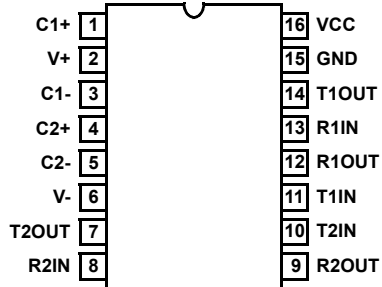 C1+ 1 16 VCC
V+ 2 15 GND
C1- 3 14 T1OUT
C2+ 4 13 R1IN
C2- 5 12 R1OUT
V- 6 11 T1IN
T2OUT 7 10 T2IN
R2IN 8 9 R2OUT